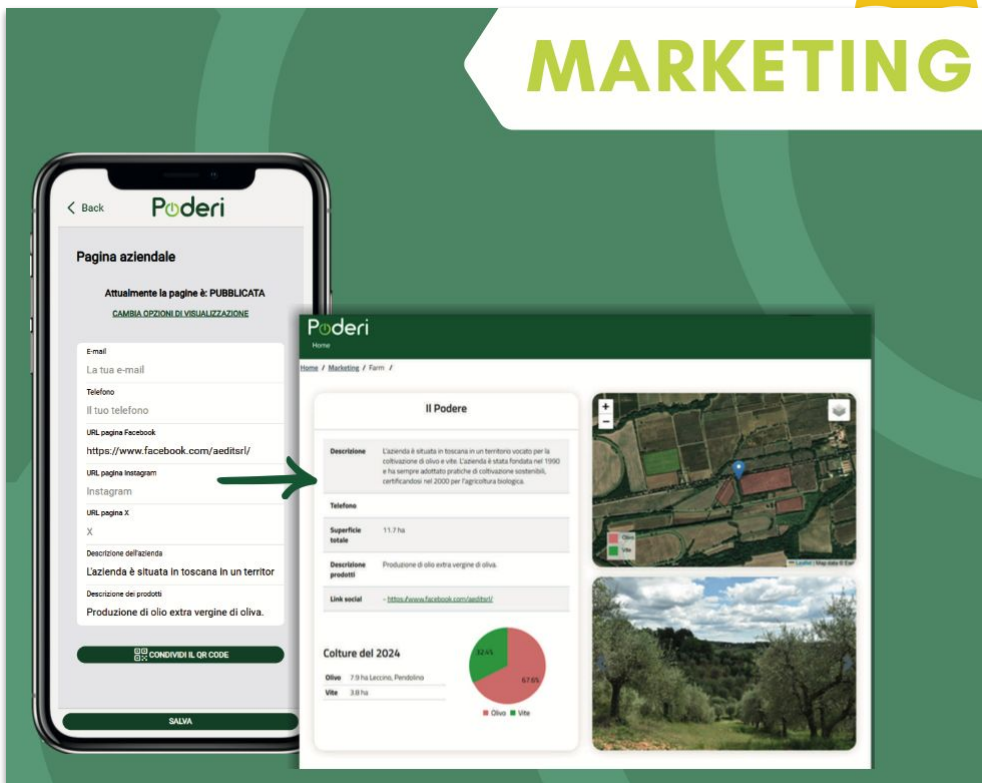 MARKETING
Back
Poderi
Pagina aziendale
Attualmente la pagine è: PUBBLICATA
CAMBIA OPZIONI DI VISUALIZZAZIONE
E-mail
La tua e-mail
Telefono
Il tuo telefono
URL pagina Facebook
https://www.facebook.com/aeditsrl/
URL pagina Instagram
Instagram
URL pagina X
X
Descrizione dell'azienda
L'azienda è situata in toscana in un territor
Descrizione dei prodotti
Produzione di olio extra vergine di oliva.
CONDIVIDI IL QR CODE
SALVA
Poderi
Home
Home / Marketing / Farm /
Il Podere
Descrizione
L'azienda è situata in toscana in un territorio vocato per la
coltivazione di olivo e vite. L'azienda è stata fondata nel 1990
e ha sempre adottato pratiche di coltivazione sostenibili,
certificandosi nel 2000 per l'agricoltura biologica.
Telefono
Superficie
totale
11.7 ha
Descrizione
prodotti
Produzione di olio extra vergine di oliva.
Link social
- https://www.facebook.com/aeditsrl/
Colture del 2024
Olivo 7.9 ha Leccino, Pendolino
Vite 3.8 ha
32.4%
67.6%
Olivo Vite
+
−
Olivo
Vite
Leaflet | Map data © Esri